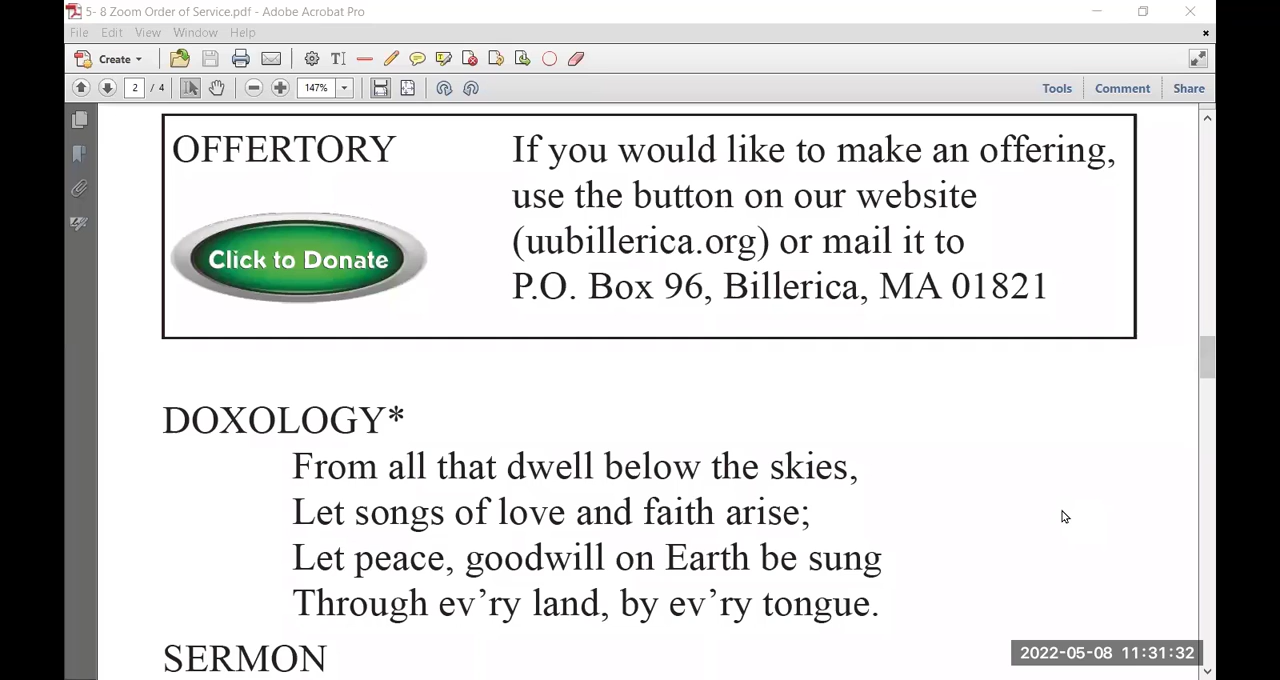 5- 8 Zoom Order of Service.pdf - Adobe Acrobat Pro
File Edit View Window Help
Create
2 / 4 147% Tools Comment Share
OFFERTORY
Click to Donate
If you would like to make an offering,
use the button on our website
(uubillerica.org) or mail it to
P.O. Box 96, Billerica, MA 01821
DOXOLOGY*
From all that dwell below the skies,
Let songs of love and faith arise;
Let peace, goodwill on Earth be sung
Through ev’ry land, by ev’ry tongue.
SERMON
2022-05-08 11:31:32